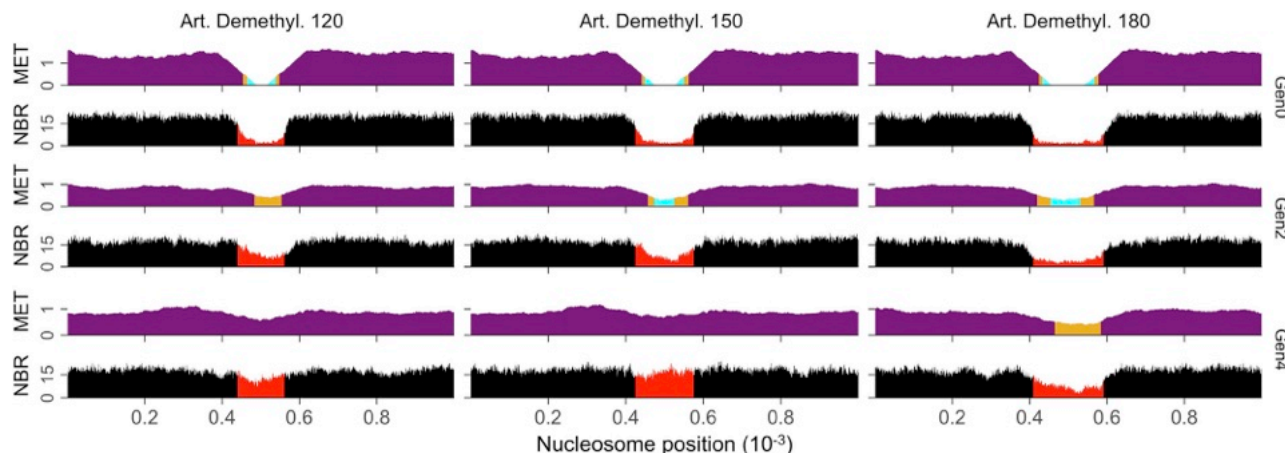 Art. Demethyl. 120 Art. Demethyl. 150 Art. Demethyl. 180
MET 1 0
Gen0
NBR 15 0
MET 1 0
Gen2
NBR 15 0
MET 1 0
Gen4
NBR 15 0
0.2 0.4 0.6 0.8 0.2 0.4 0.6 0.8 0.2 0.4 0.6 0.8
Nucleosome position (10⁻³)